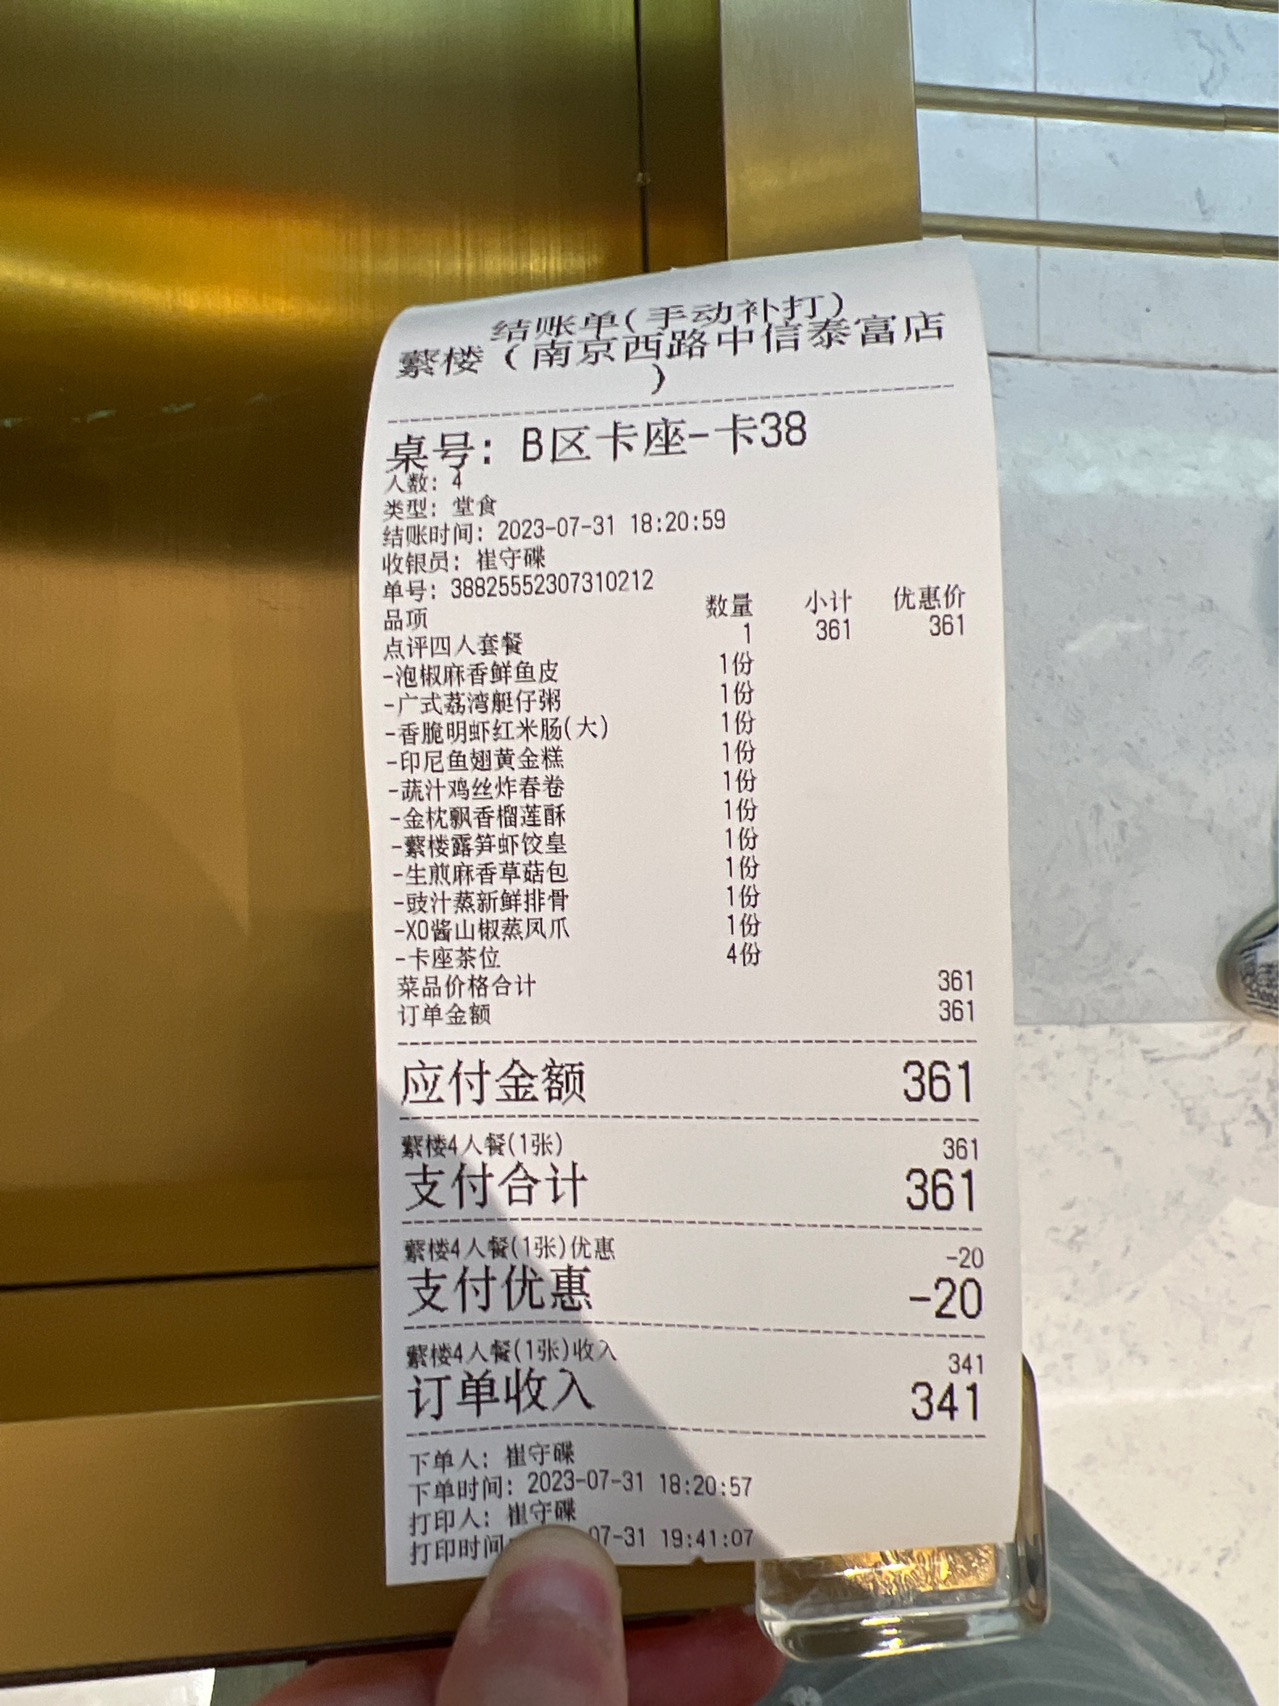 结账单(手动补打)
蘩楼(南京西路中信泰富店
)
桌号: B区卡座-卡38
人数: 4
类型: 堂食
结账时间: 2023-07-31 18:20:59
收银员: 崔守碟
单号: 38825552307310212
品项 数量 小计 优惠价
点评四人套餐 1 361 361
-泡椒麻香鲜鱼皮 1份
-广式荔湾艇仔粥 1份
-香脆明虾红米肠(大) 1份
-印尼鱼翅黄金糕 1份
-蔬汁鸡丝炸春卷 1份
-金枕飘香榴莲酥 1份
-蘩楼露笋虾饺皇 1份
-生煎麻香草菇包 1份
-豉汁蒸新鲜排骨 1份
-XO酱山椒蒸凤爪 1份
-卡座茶位 4份
菜品价格合计 361
订单金额 361
应付金额 361
蘩楼4人餐(1张) 361
支付合计 361
蘩楼4人餐(1张)优惠 -20
支付优惠 -20
蘩楼4人餐(1张)收入 341
订单收入 341
下单人: 崔守碟
下单时间: 2023-07-31 18:20:57
打印人: 崔守碟
打印时间 07-31 19:41:07